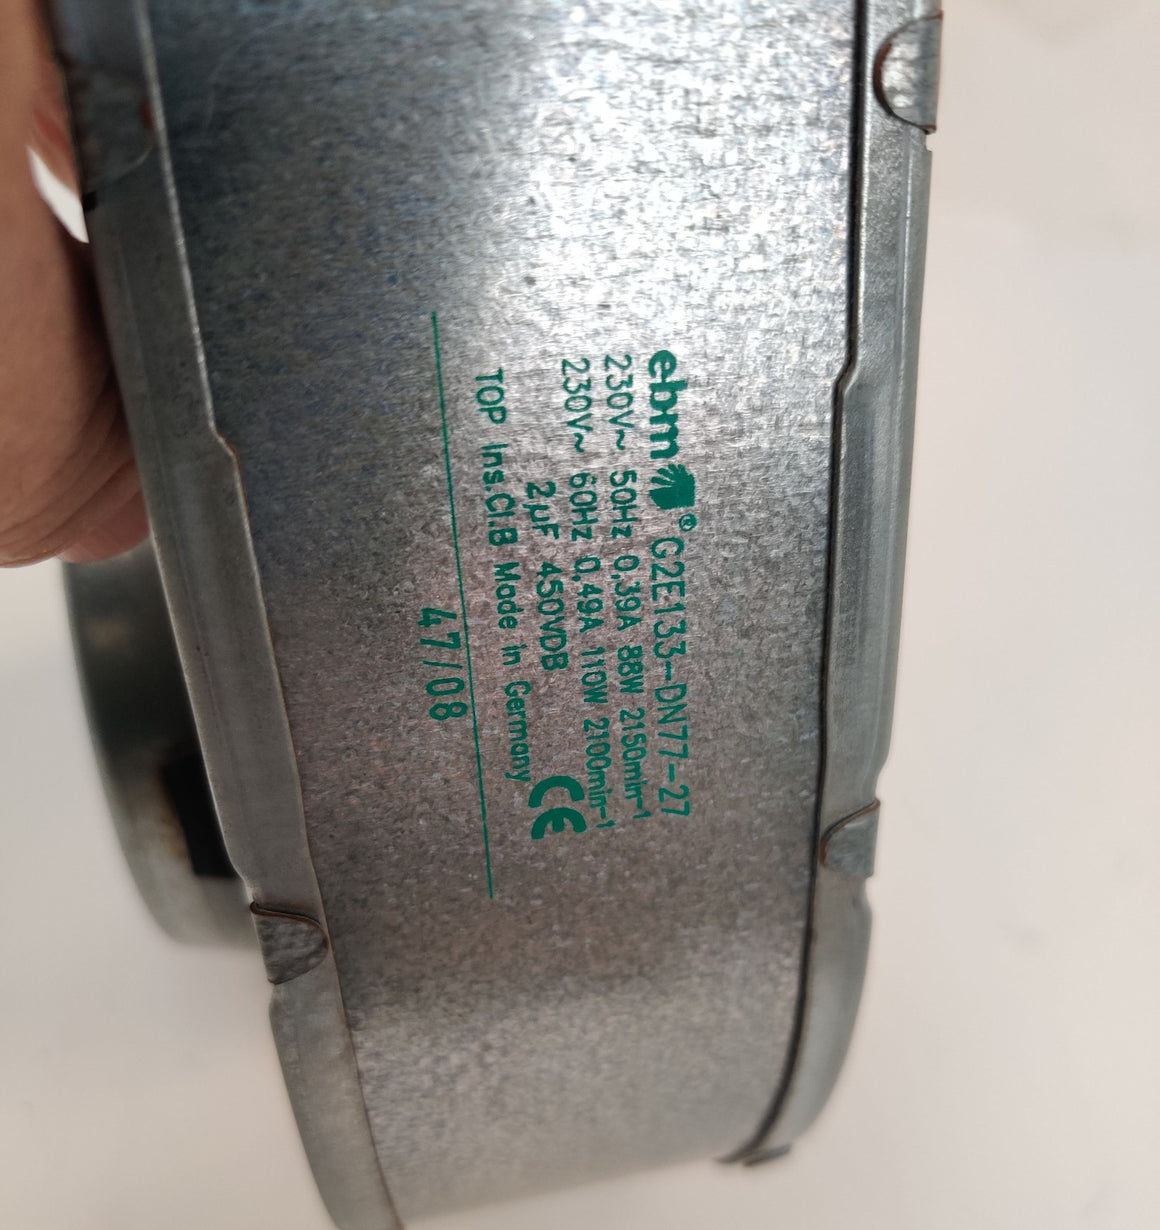 ebm® G2E133-DN77-27
230V~ 50Hz 0,39A 88W 2150min-1
230V~ 60Hz 0,49A 110W 2100min-1
2µF 450VDB
CE
TOP Ins.Cl.B Made in Germany
47/08